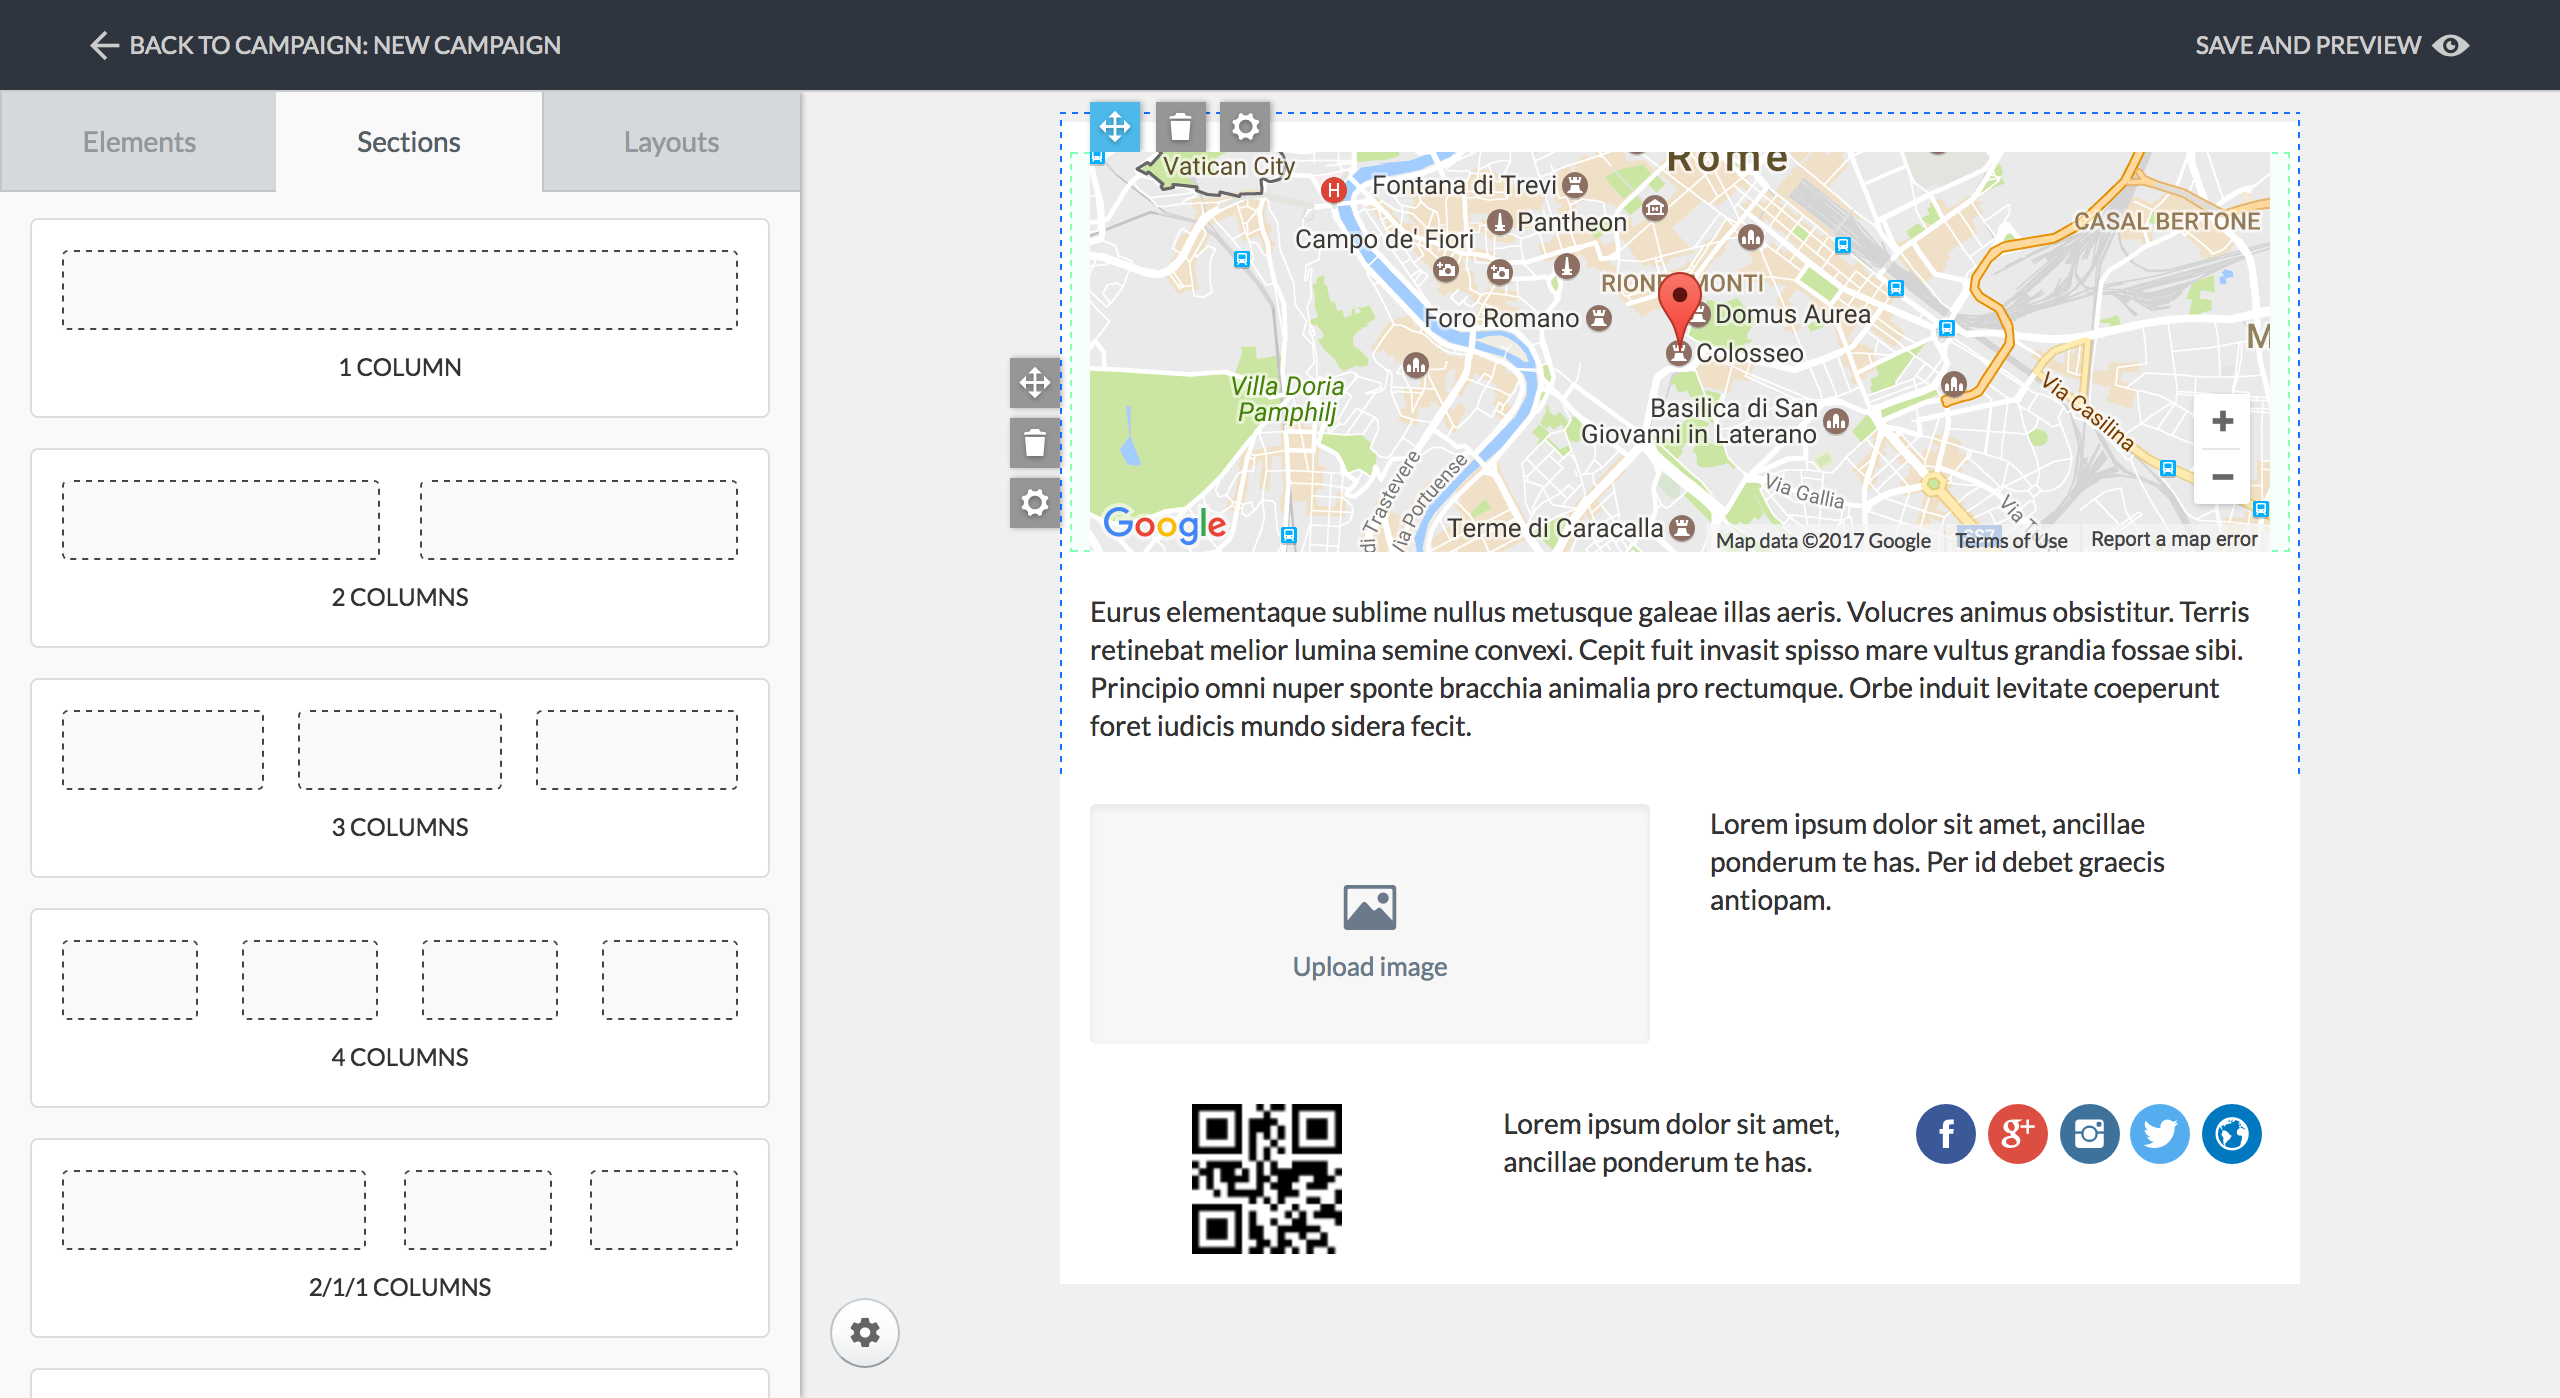 BACK TO CAMPAIGN: NEW CAMPAIGN
SAVE AND PREVIEW
Elements
Sections
Layouts
1 COLUMN
2 COLUMNS
3 COLUMNS
4 COLUMNS
2/1/1 COLUMNS
Vatican City
Rome
H
Fontana di Trevi
Pantheon
Campo de' Fiori
CASAL BERTONE
RIONE MONTI
Domus Aurea
Foro Romano
Colosseo
M
Villa Doria
Pamphilj
Basilica di San
Giovanni in Laterano
Via Casilina
di Trastevere
Via Portuense
Via Gallia
Google
Terme di Caracalla
Map data ©2017 Google
Terms of Use
Report a map error
Eurus elementaque sublime nullus metusque galeae illas aeris. Volucres animus obsistitur. Terris
retinebat melior lumina semine convexi. Cepit fuit invasit spisso mare vultus grandia fossae sibi.
Principio omni nuper sponte bracchia animalia pro rectumque. Orbe induit levitate coeperunt
foret iudicis mundo sidera fecit.
Upload image
Lorem ipsum dolor sit amet, ancillae
ponderum te has. Per id debet graecis
antiopam.
Lorem ipsum dolor sit amet,
ancillae ponderum te has.
f
g+